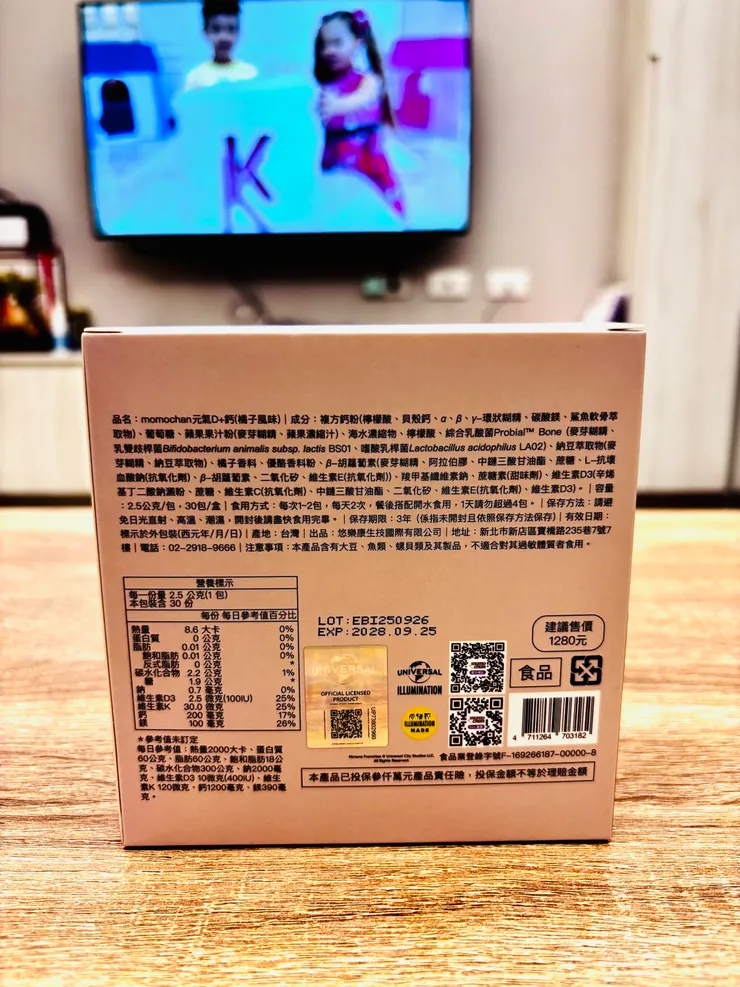 K
品名：momochan元氣D+鈣(橘子風味)｜成分：複方鈣粉(檸檬酸、貝殼鈣、α、β、γ-環狀糊精、碳酸鎂、鯊魚軟骨萃
取物)、葡萄糖、蘋果果汁粉(麥芽糊精、蘋果濃縮汁)、海水濃縮物、檸檬酸、綜合乳酸菌Probial™ Bone (麥芽糊精、
乳雙歧桿菌Bifidobacterium animalis subsp. lactis BS01、嗜酸乳桿菌Lactobacillus acidophilus LA02)、納豆萃取物(麥
芽糊精、納豆萃取物)、橘子香料、優酪香料粉、β-胡蘿蔔素(麥芽糊精、阿拉伯膠、中鏈三酸甘油酯、蔗糖、L-抗壞
血酸鈉(抗氧化劑)、β-胡蘿蔔素、二氧化矽、維生素E(抗氧化劑))、羧甲基纖維素鈉、蔗糖素(甜味劑)、維生素D3(辛烯
基丁二酸鈉澱粉、蔗糖、維生素C(抗氧化劑)、中鏈三酸甘油酯、二氧化矽、維生素E(抗氧化劑)、維生素D3)。｜容量
：2.5公克/包，30包/盒｜食用方式：每次1~2包，每天2次，餐後搭配開水食用，1天請勿超過4包。｜保存方法：請避
免日光直射、高溫、潮濕，開封後請盡快食用完畢。｜保存期限：3年（係指未開封且依照保存方法保存）｜有效日期：
標示於外包裝(西元年/月/日)｜產地：台灣｜出品：悠樂康生技國際有限公司｜地址：新北市新店區寶橋路235巷7號7
樓｜電話：02-2918-9666｜注意事項：本產品含有大豆、魚類、螺貝類及其製品，不適合對其過敏體質者食用。
營養標示
每一份量 2.5 公克(1 包)
本包裝含 30 份
每份 每日參考值百分比
熱量 8.6 大卡 0%
蛋白質 0 公克 0%
脂肪 0.01 公克 0%
飽和脂肪 0.01 公克 0%
反式脂肪 0 公克 *
碳水化合物 2.2 公克 1%
糖 1.9 公克 *
鈉 0.7 毫克 0%
維生素D3 2.5 微克(100IU) 25%
維生素K 30.0 微克 25%
鈣 200 毫克 17%
鎂 100 毫克 26%
*參考值未訂定
每日參考值：熱量2000大卡、蛋白質
60公克、脂肪60公克、飽和脂肪18公
克、碳水化合物300公克、鈉2000毫
克、維生素D3 10微克(400IU)、維生
素K 120微克、鈣1200毫克、鎂390毫
克。
LOT:EBI250926
EXP:2028.09.25
建議售價
1280元
UNIVERSAL
OFFICIAL LICENSED
PRODUCT
UNIVERSAL
ILLUMINATION
ILLUMINATION
MADE
食品
4 711264 703182
Minions Franchise © Universal City Studios LLC.
All Rights Reserved.
食品業登錄字號F-169266187-00000-8
本產品已投保參仟萬元產品責任險，投保金額不等於理賠金額